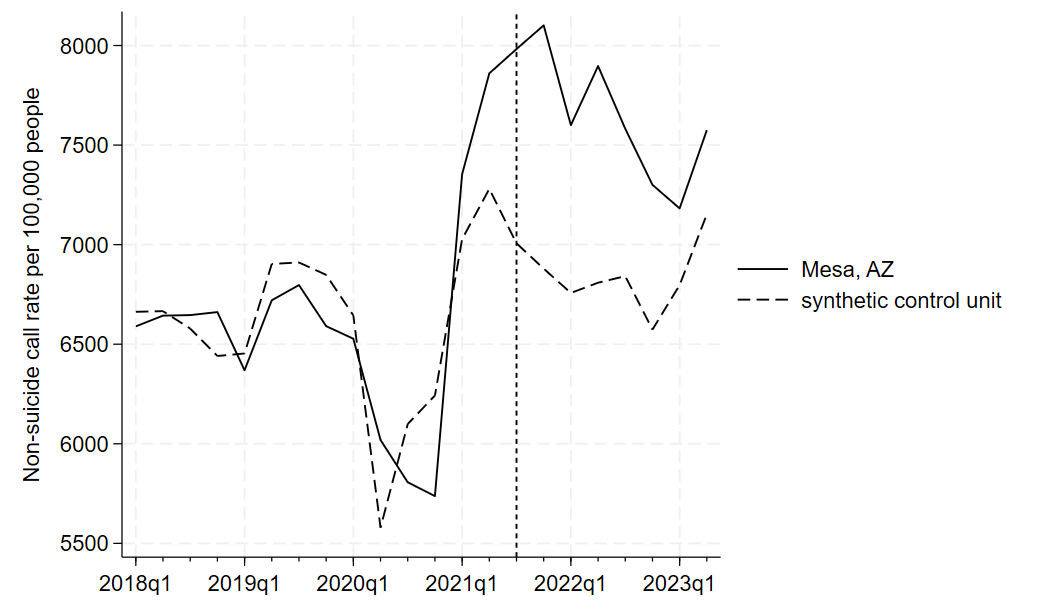 Non-suicide call rate per 100,000 people
8000
7500
7000
6500
6000
5500
2018q1 2019q1 2020q1 2021q1 2022q1 2023q1
Mesa, AZ
synthetic control unit